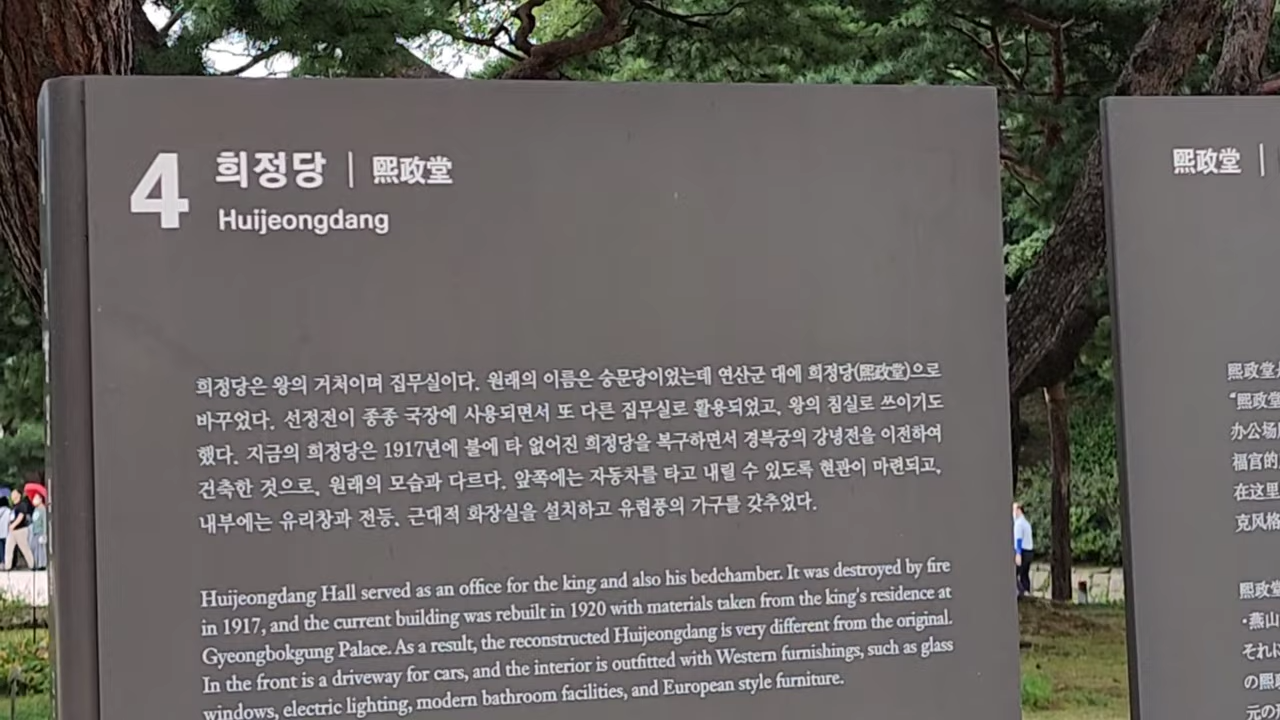 4 희정당 | 熙政堂
Huijeongdang
희정당은 왕의 거처이며 집무실이다. 원래의 이름은 숭문당이었는데 연산군 대에 희정당(熙政堂)으로
바꾸었다. 선정전이 종종 국장에 사용되면서 또 다른 집무실로 활용되었고, 왕의 침실로 쓰이기도
했다. 지금의 희정당은 1917년에 불에 타 없어진 희정당을 복구하면서 경복궁의 강녕전을 이전하여
건축한 것으로, 원래의 모습과 다르다. 앞쪽에는 자동차를 타고 내릴 수 있도록 현관이 마련되고,
내부에는 유리창과 전등, 근대적 화장실을 설치하고 유럽풍의 가구를 갖추었다.
Huijeongdang Hall served as an office for the king and also his bedchamber. It was destroyed by fire
in 1917, and the current building was rebuilt in 1920 with materials taken from the king's residence at
Gyeongbokgung Palace. As a result, the reconstructed Huijeongdang is very different from the original.
In the front is a driveway for cars, and the interior is outfitted with Western furnishings, such as glass
windows, electric lighting, modern bathroom facilities, and European style furniture.
熙政堂 |
熙政堂
“熙政堂
办公场
福宫的
在这里
克风格
熙政堂
・燕山
それに
の熙政
元の